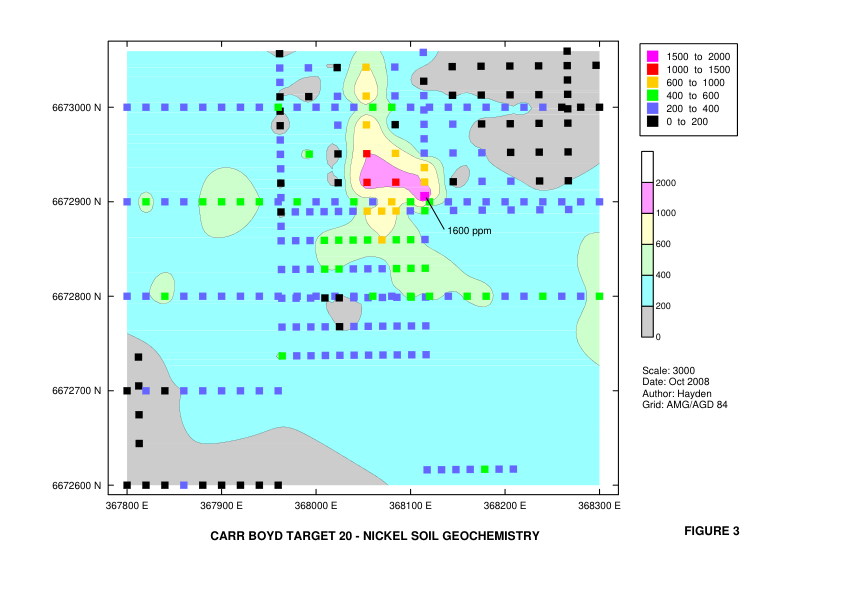 1500 to 2000
1000 to 1500
600 to 1000
400 to 600
200 to 400
0 to 200
6673000 N
6672900 N
6672800 N
6672700 N
6672600 N
1600 ppm
2000
1000
600
400
200
0
Scale: 3000
Date: Oct 2008
Author: Hayden
Grid: AMG/AGD 84
367800 E
367900 E
368000 E
368100 E
368200 E
368300 E
CARR BOYD TARGET 20 - NICKEL SOIL GEOCHEMISTRY
FIGURE 3